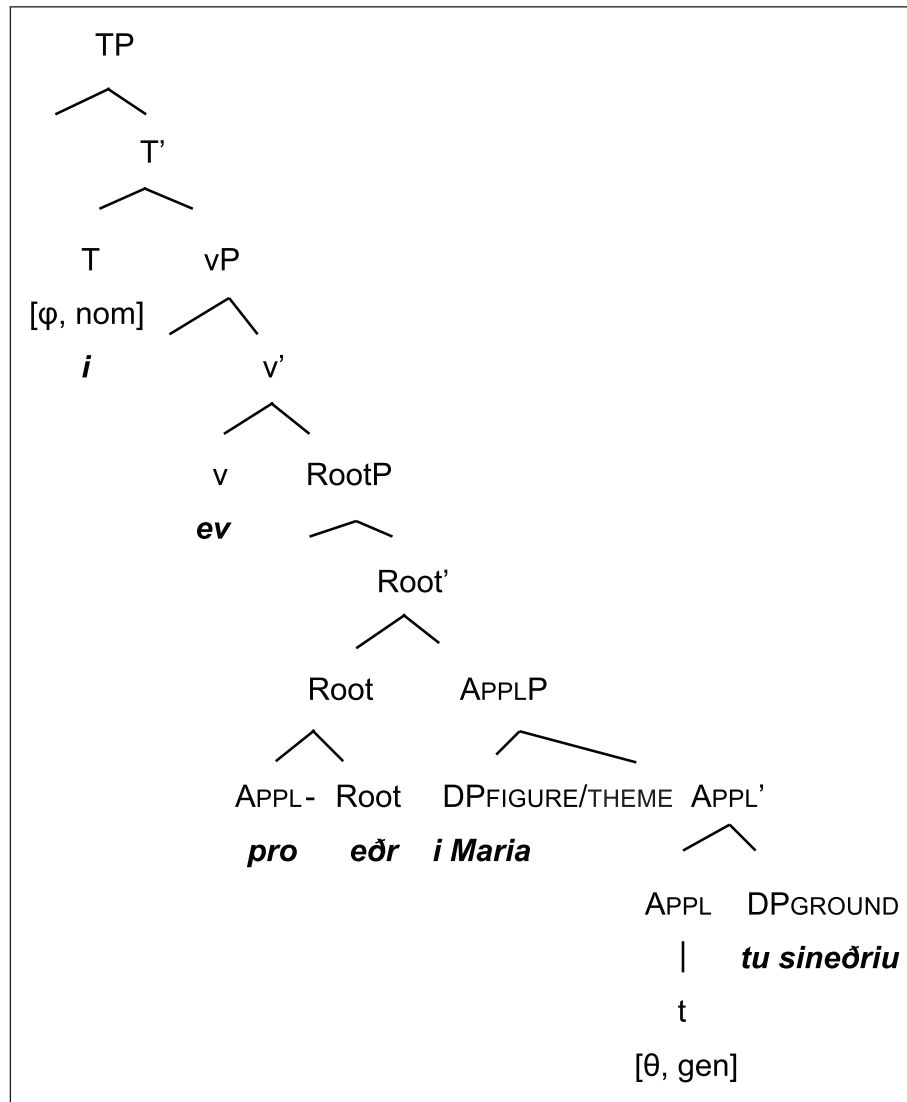 TP
T’
T vP
[φ, nom]
i v’
v RootP
ev
Root’
Root APPLP
APPL- Root DPFIGURE/THEME APPL’
pro eðr i Maria
APPL DPGROUND
tu sineðriu
t
[θ, gen]